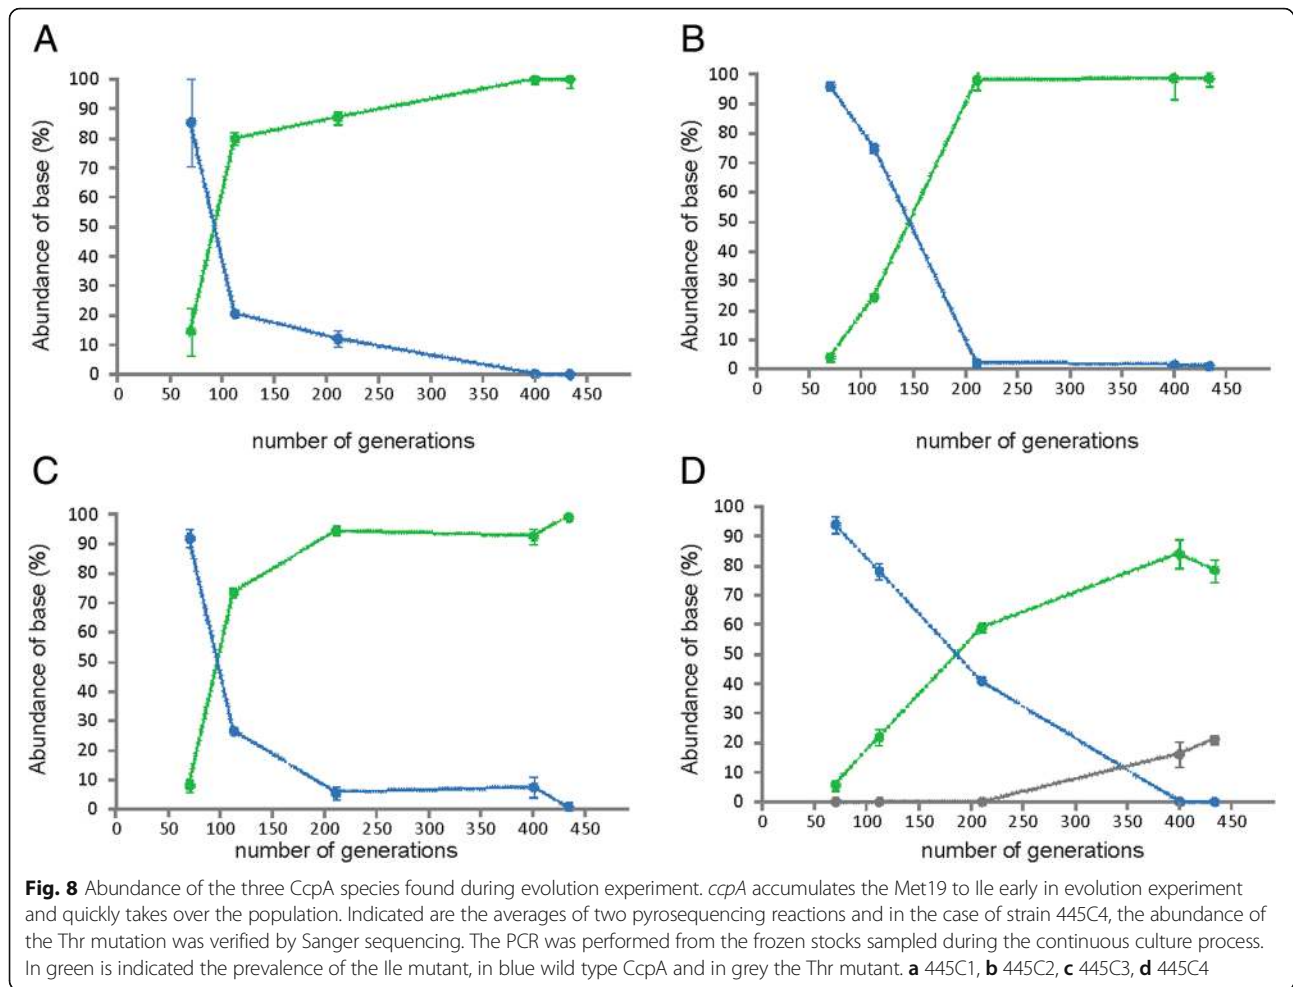 A
Abundance of base (%)
100
90
80
70
60
50
40
30
20
10
0
0 50 100 150 200 250 300 350 400 450
number of generations
B
Abundance of base (%)
100
90
80
70
60
50
40
30
20
10
0
0 50 100 150 200 250 300 350 400 450
number of generations
C
Abundance of base (%)
100
90
80
70
60
50
40
30
20
10
0
0 50 100 150 200 250 300 350 400 450
number of generations
D
Abundance of base (%)
100
90
80
70
60
50
40
30
20
10
0
0 50 100 150 200 250 300 350 400 450
number of generations
Fig. 8 Abundance of the three CcpA species found during evolution experiment. ccpA accumulates the Met19 to Ile early in evolution experiment
and quickly takes over the population. Indicated are the averages of two pyrosequencing reactions and in the case of strain 445C4, the abundance of
the Thr mutation was verified by Sanger sequencing. The PCR was performed from the frozen stocks sampled during the continuous culture process.
In green is indicated the prevalence of the Ile mutant, in blue wild type CcpA and in grey the Thr mutant. a 445C1, b 445C2, c 445C3, d 445C4